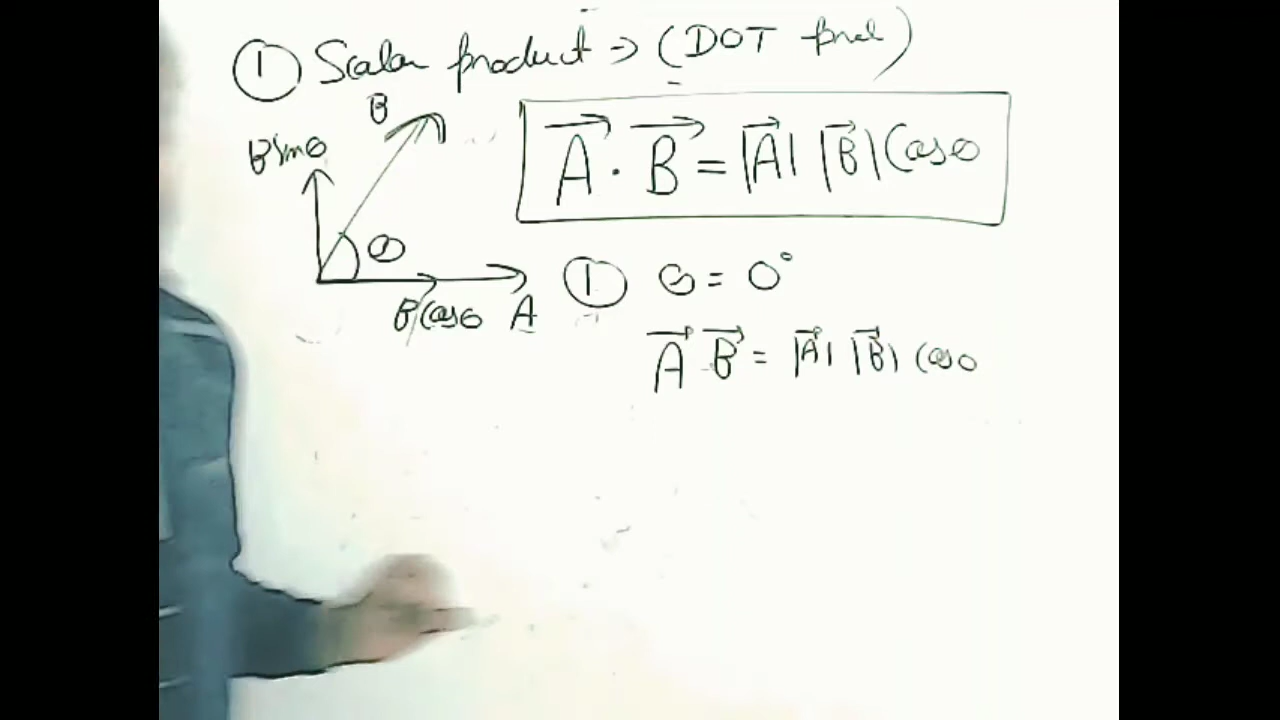 ① Scalar product → (DOT prod)
B
B sinθ
A⃗ · B⃗ = |A⃗| |B⃗| Cosθ
θ
B Cosθ A
① θ = 0°
A⃗ · B⃗ = |A⃗| |B⃗| Cos0